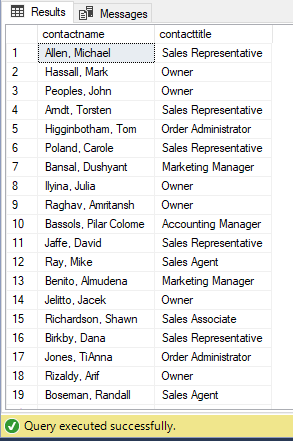 Results Messages
contactname contacttitle
1 Allen, Michael Sales Representative
2 Hassall, Mark Owner
3 Peoples, John Owner
4 Arndt, Torsten Sales Representative
5 Higginbotham, Tom Order Administrator
6 Poland, Carole Sales Representative
7 Bansal, Dushyant Marketing Manager
8 Ilyina, Julia Owner
9 Raghav, Amritansh Owner
10 Bassols, Pilar Colome Accounting Manager
11 Jaffe, David Sales Representative
12 Ray, Mike Sales Agent
13 Benito, Almudena Marketing Manager
14 Jelitto, Jacek Owner
15 Richardson, Shawn Sales Associate
16 Birkby, Dana Sales Representative
17 Jones, TiAnna Order Administrator
18 Rizaldy, Arif Owner
19 Boseman, Randall Sales Agent
Query executed successfully.